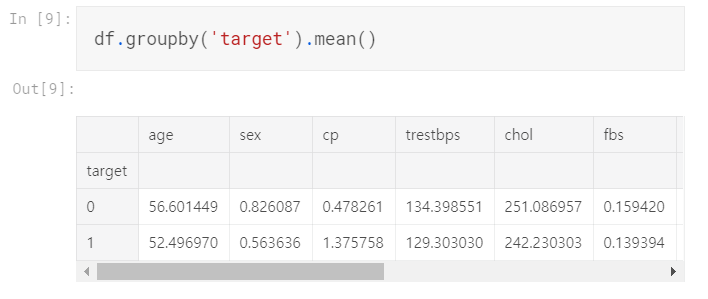 In [9]:
df.groupby('target').mean()
Out[9]:
age sex cp trestbps chol fbs
target
0 56.601449 0.826087 0.478261 134.398551 251.086957 0.159420
1 52.496970 0.563636 1.375758 129.303030 242.230303 0.139394